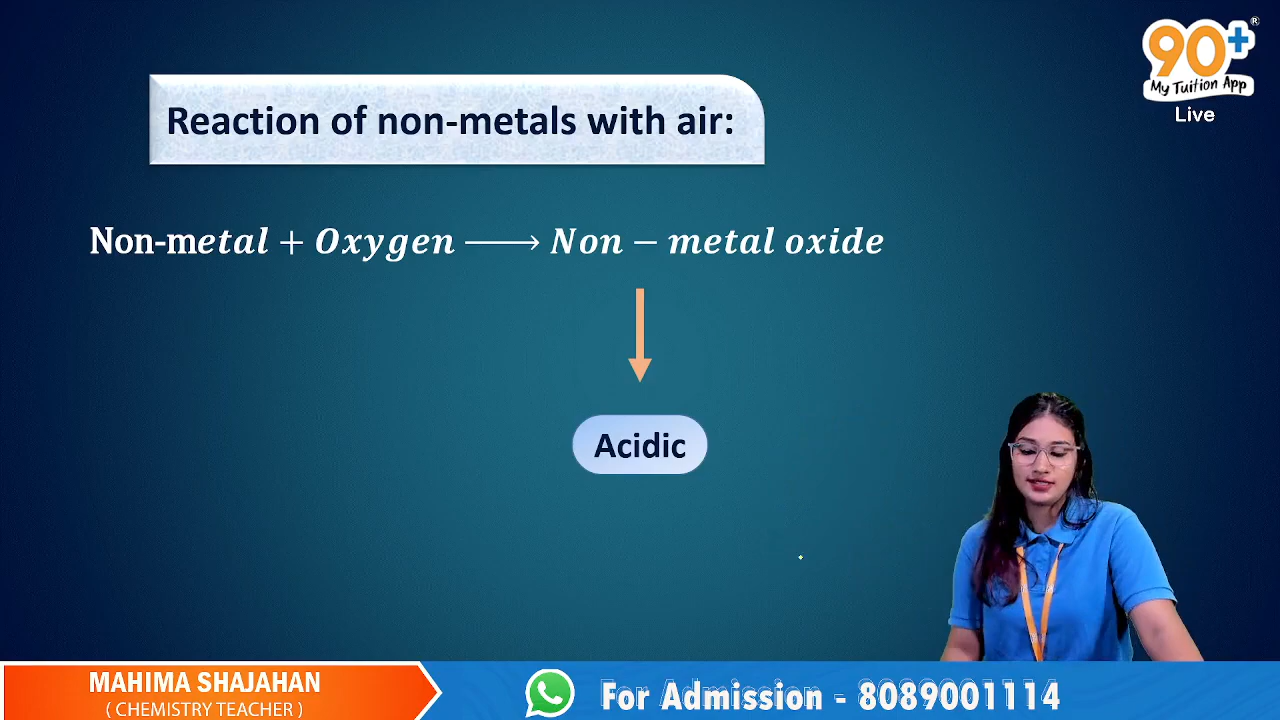 90+
®
My Tuition App
Live
Reaction of non-metals with air:
Non-metal + Oxygen ⟶ Non − metal oxide
Acidic
MAHIMA SHAJAHAN
( CHEMISTRY TEACHER )
For Admission - 8089001114